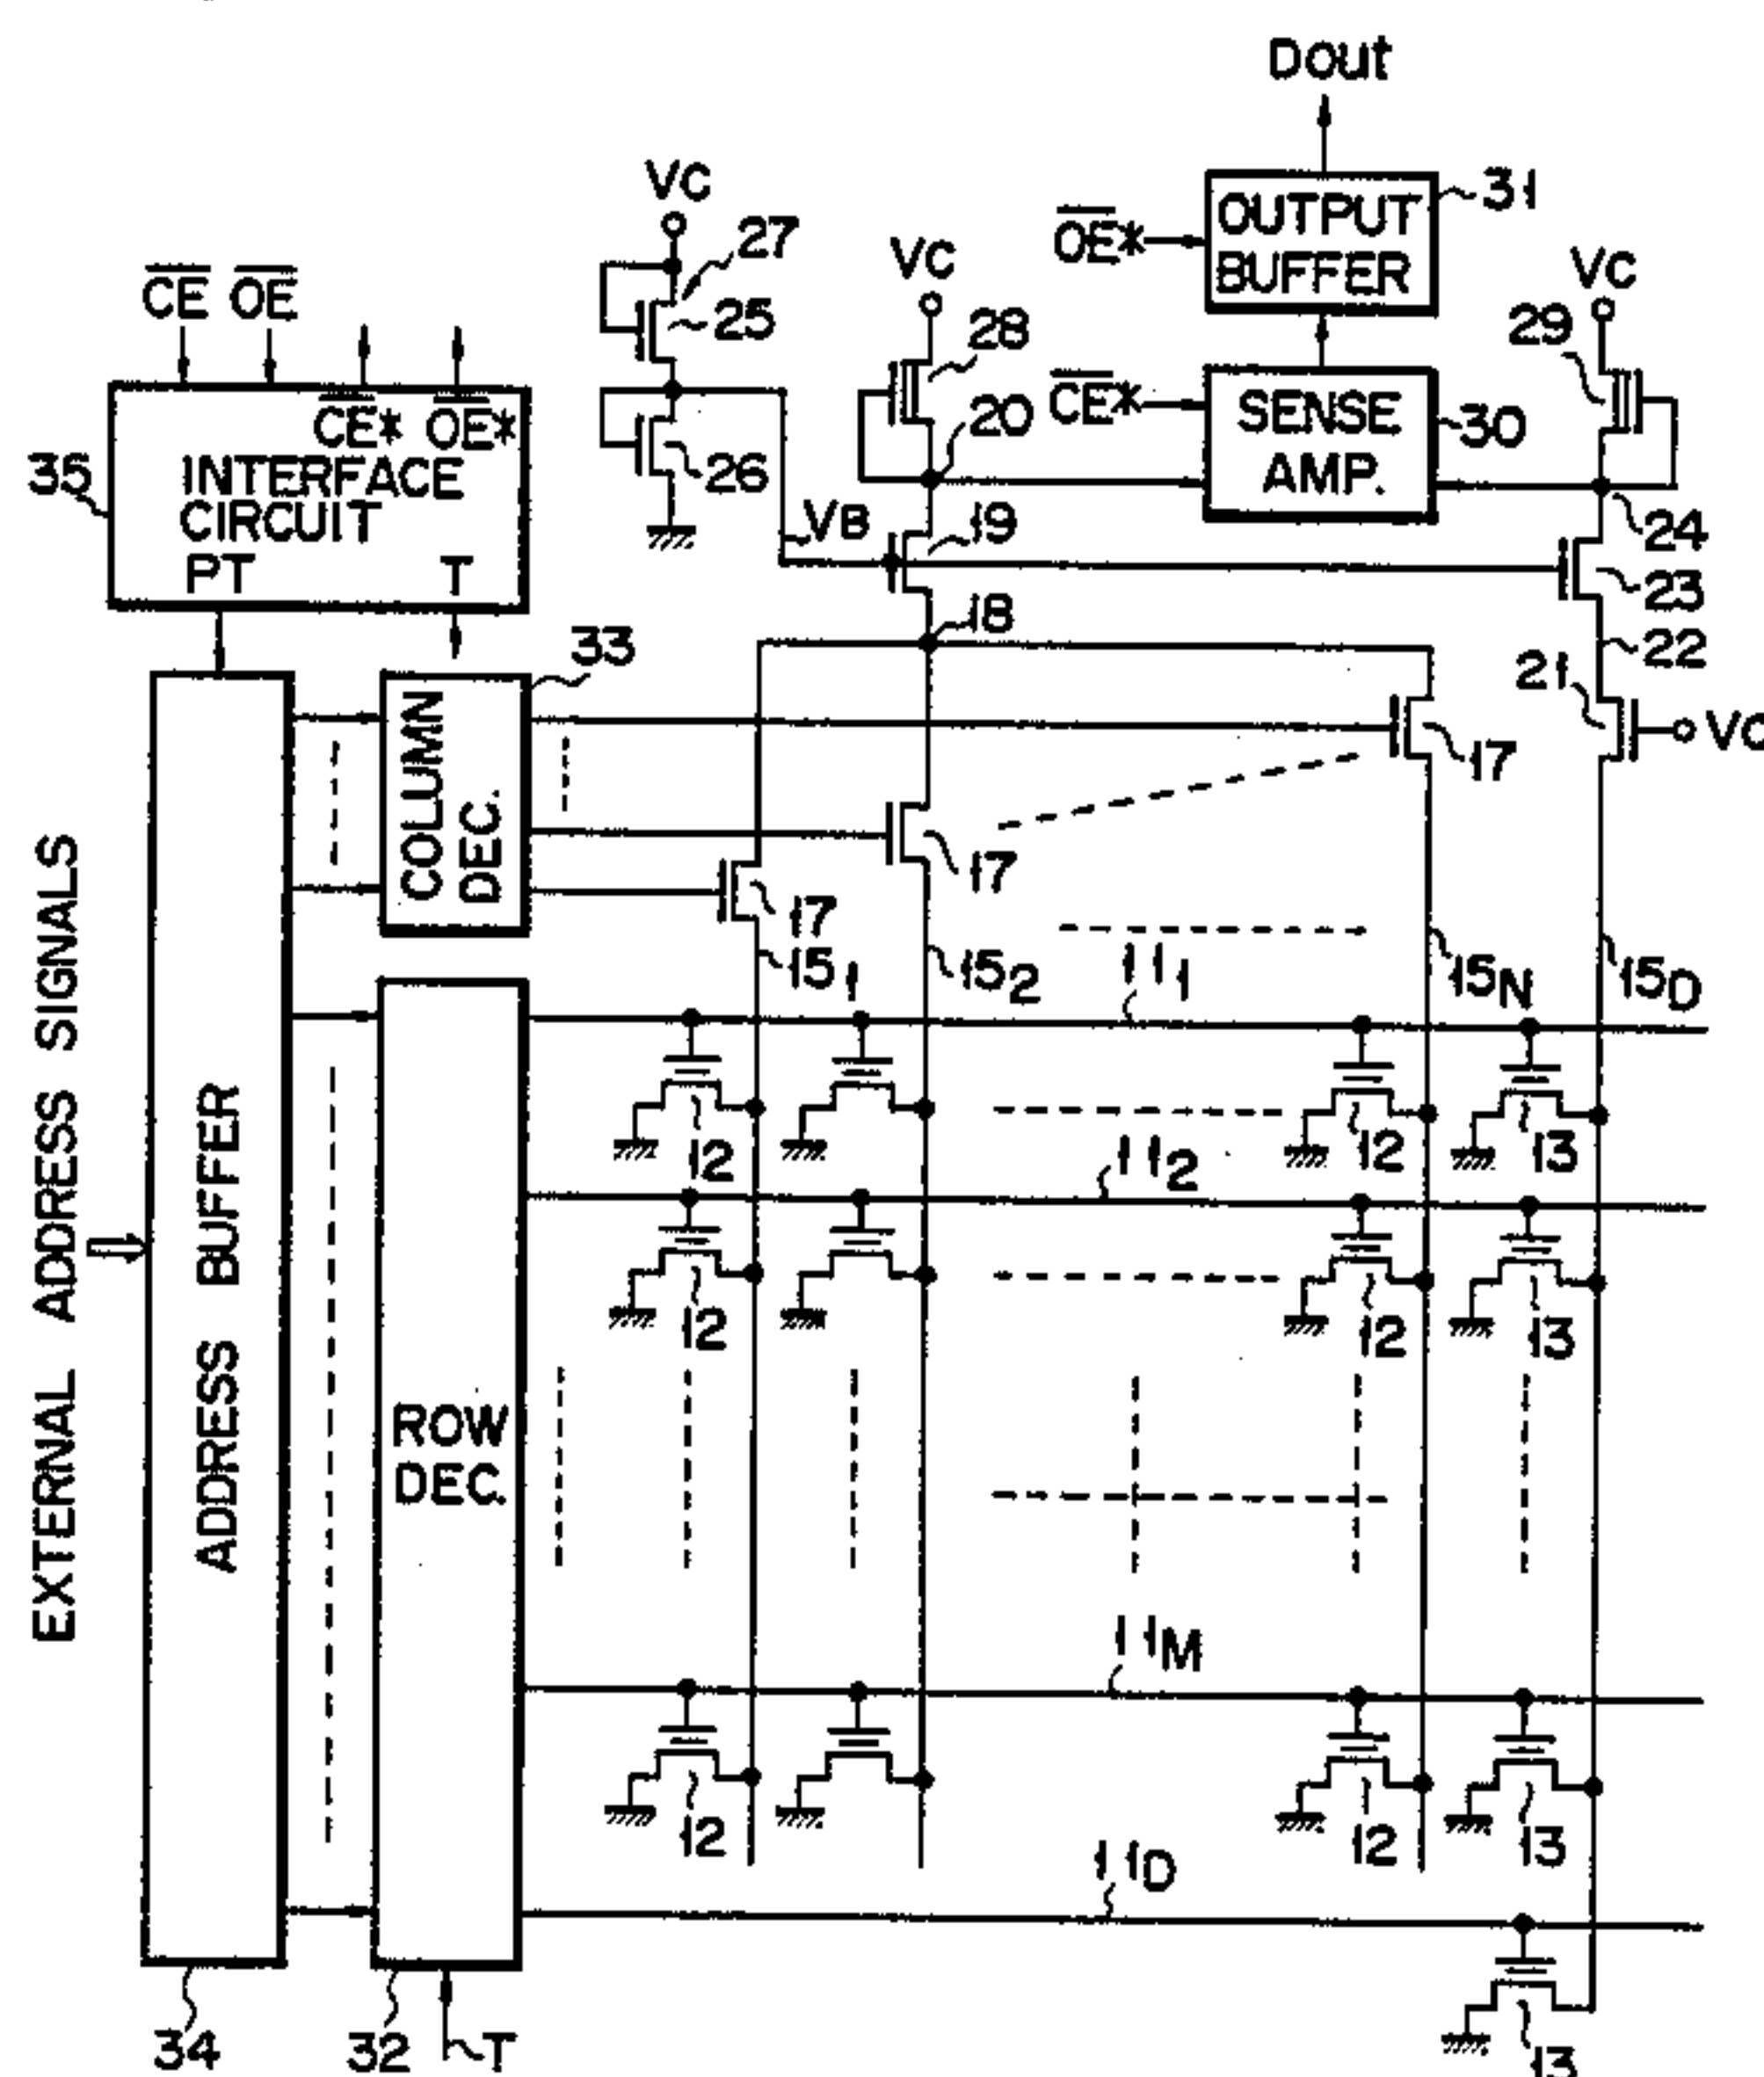 Dout
VC
27
VC
OE*
OUTPUT
BUFFER
31
VC
CE OE
25
28
29
CE* OE*
26
20
CE*
SENSE
AMP.
30
35
INTERFACE
CIRCUIT
PT T
VB
19
24
23
18
22
33
21
VC
17
COLUMN
DEC.
17
17
15₁
15₂
11₁
15N
15D
12
12
13
11₂
12
12
13
EXTERNAL ADDRESS SIGNALS
ADDRESS BUFFER
ROW
DEC.
11M
12
12
13
11D
34
32
T
13